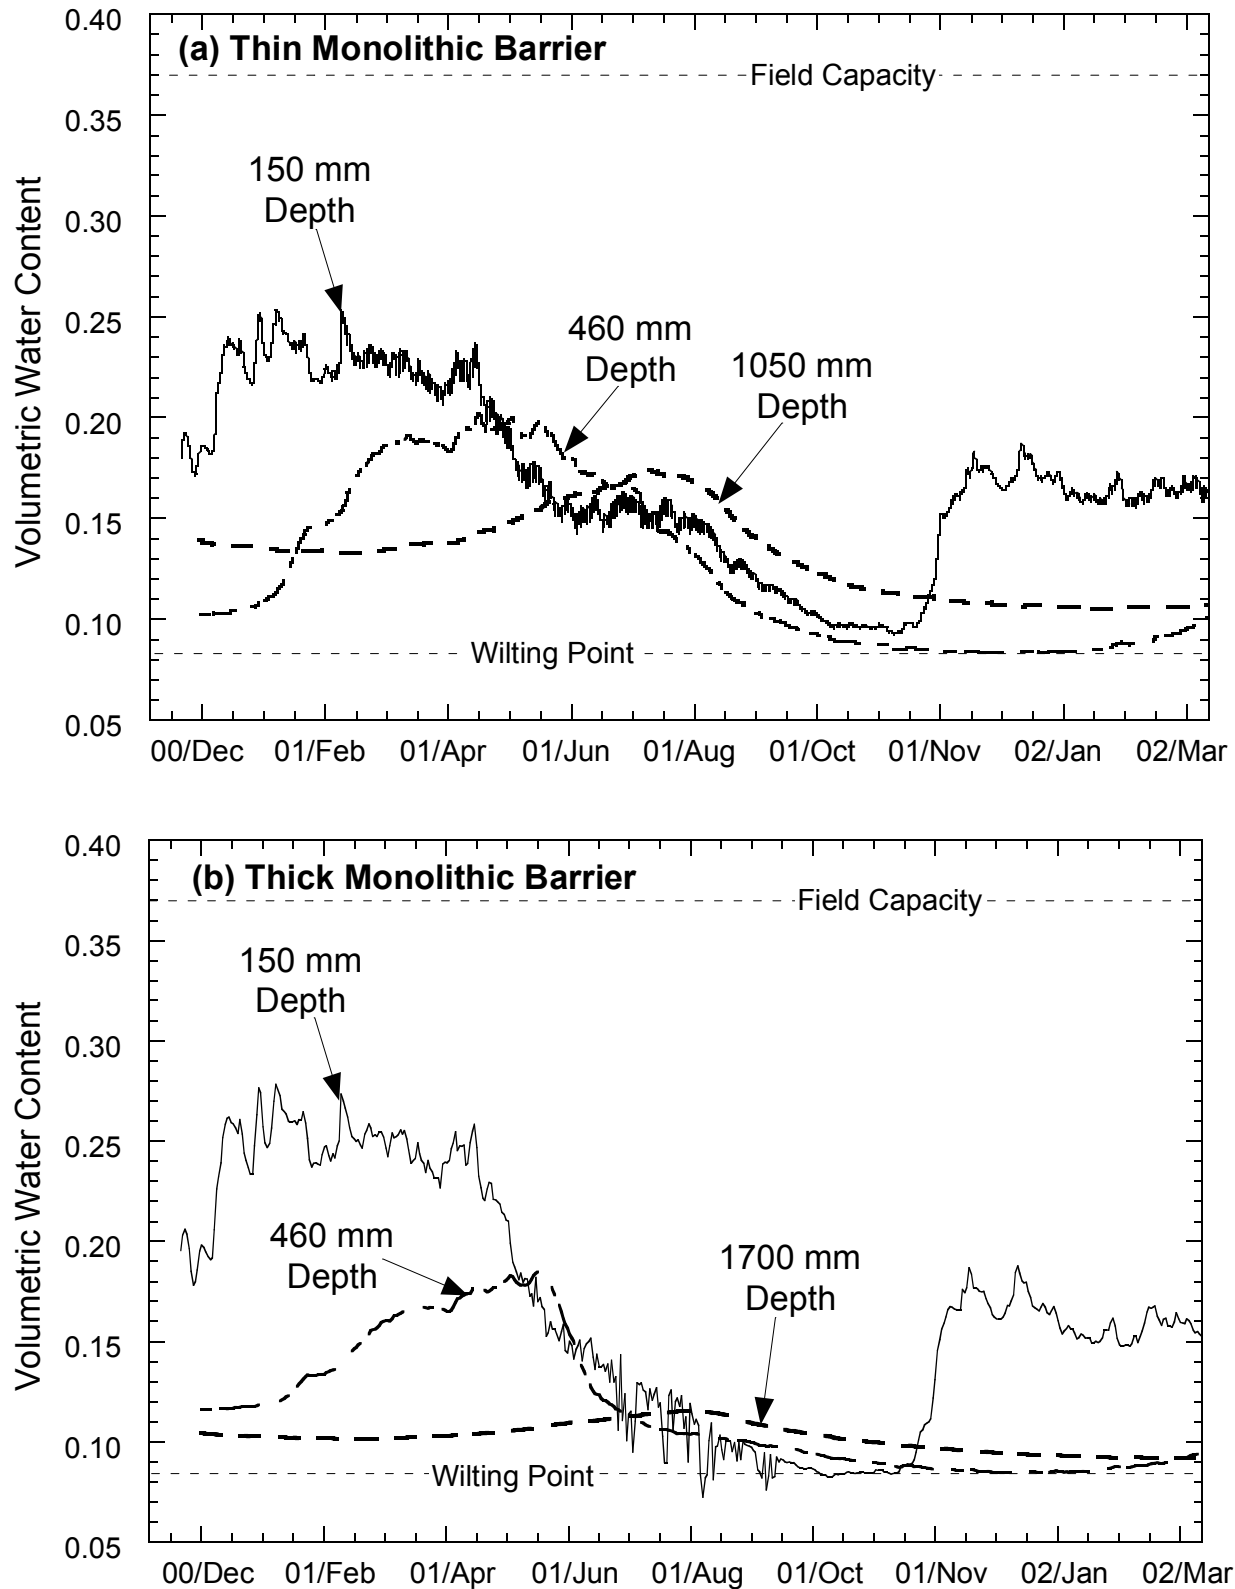 (a) Thin Monolithic Barrier
Field Capacity
150 mm
Depth
460 mm
Depth
1050 mm
Depth
Wilting Point
Volumetric Water Content
0.40
0.35
0.30
0.25
0.20
0.15
0.10
0.05
00/Dec 01/Feb 01/Apr 01/Jun 01/Aug 01/Oct 01/Nov 02/Jan 02/Mar
(b) Thick Monolithic Barrier
Field Capacity
150 mm
Depth
460 mm
Depth
1700 mm
Depth
Wilting Point
Volumetric Water Content
0.40
0.35
0.30
0.25
0.20
0.15
0.10
0.05
00/Dec 01/Feb 01/Apr 01/Jun 01/Aug 01/Oct 01/Nov 02/Jan 02/Mar